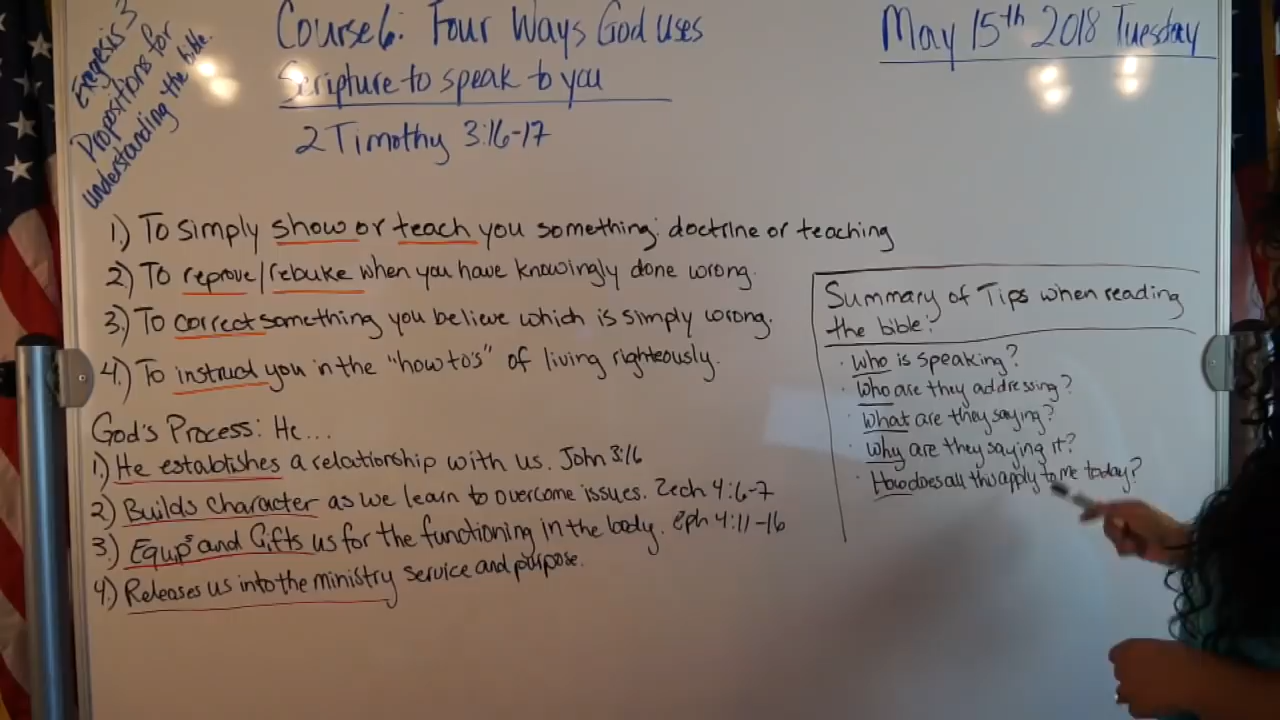 Exegesis 3
Propositions for
understanding the bible.
Course 6: Four Ways God uses
Scripture to speak to you
2 Timothy 3:16-17
May 15th 2018 Tuesday
1.) To simply show or teach you something: doctrine or teaching
2.) To reprove/rebuke when you have knowingly done wrong.
3.) To correct something you believe which is simply wrong.
4.) To instruct you in the "how to's" of living righteously.
God's Process: He...
1.) He establishes a relationship with us. John 3:16
2) Builds Character as we learn to overcome issues. Zech 4:6-7
3.) Equips and Gifts us for the functioning in the body. eph 4:11-16
4.) Releases us into the ministry service and purpose.
Summary of Tips when reading
the bible:
· Who is speaking?
· Who are they addressing?
· What are they saying?
· Why are they saying it?
· How does all this apply to me today?